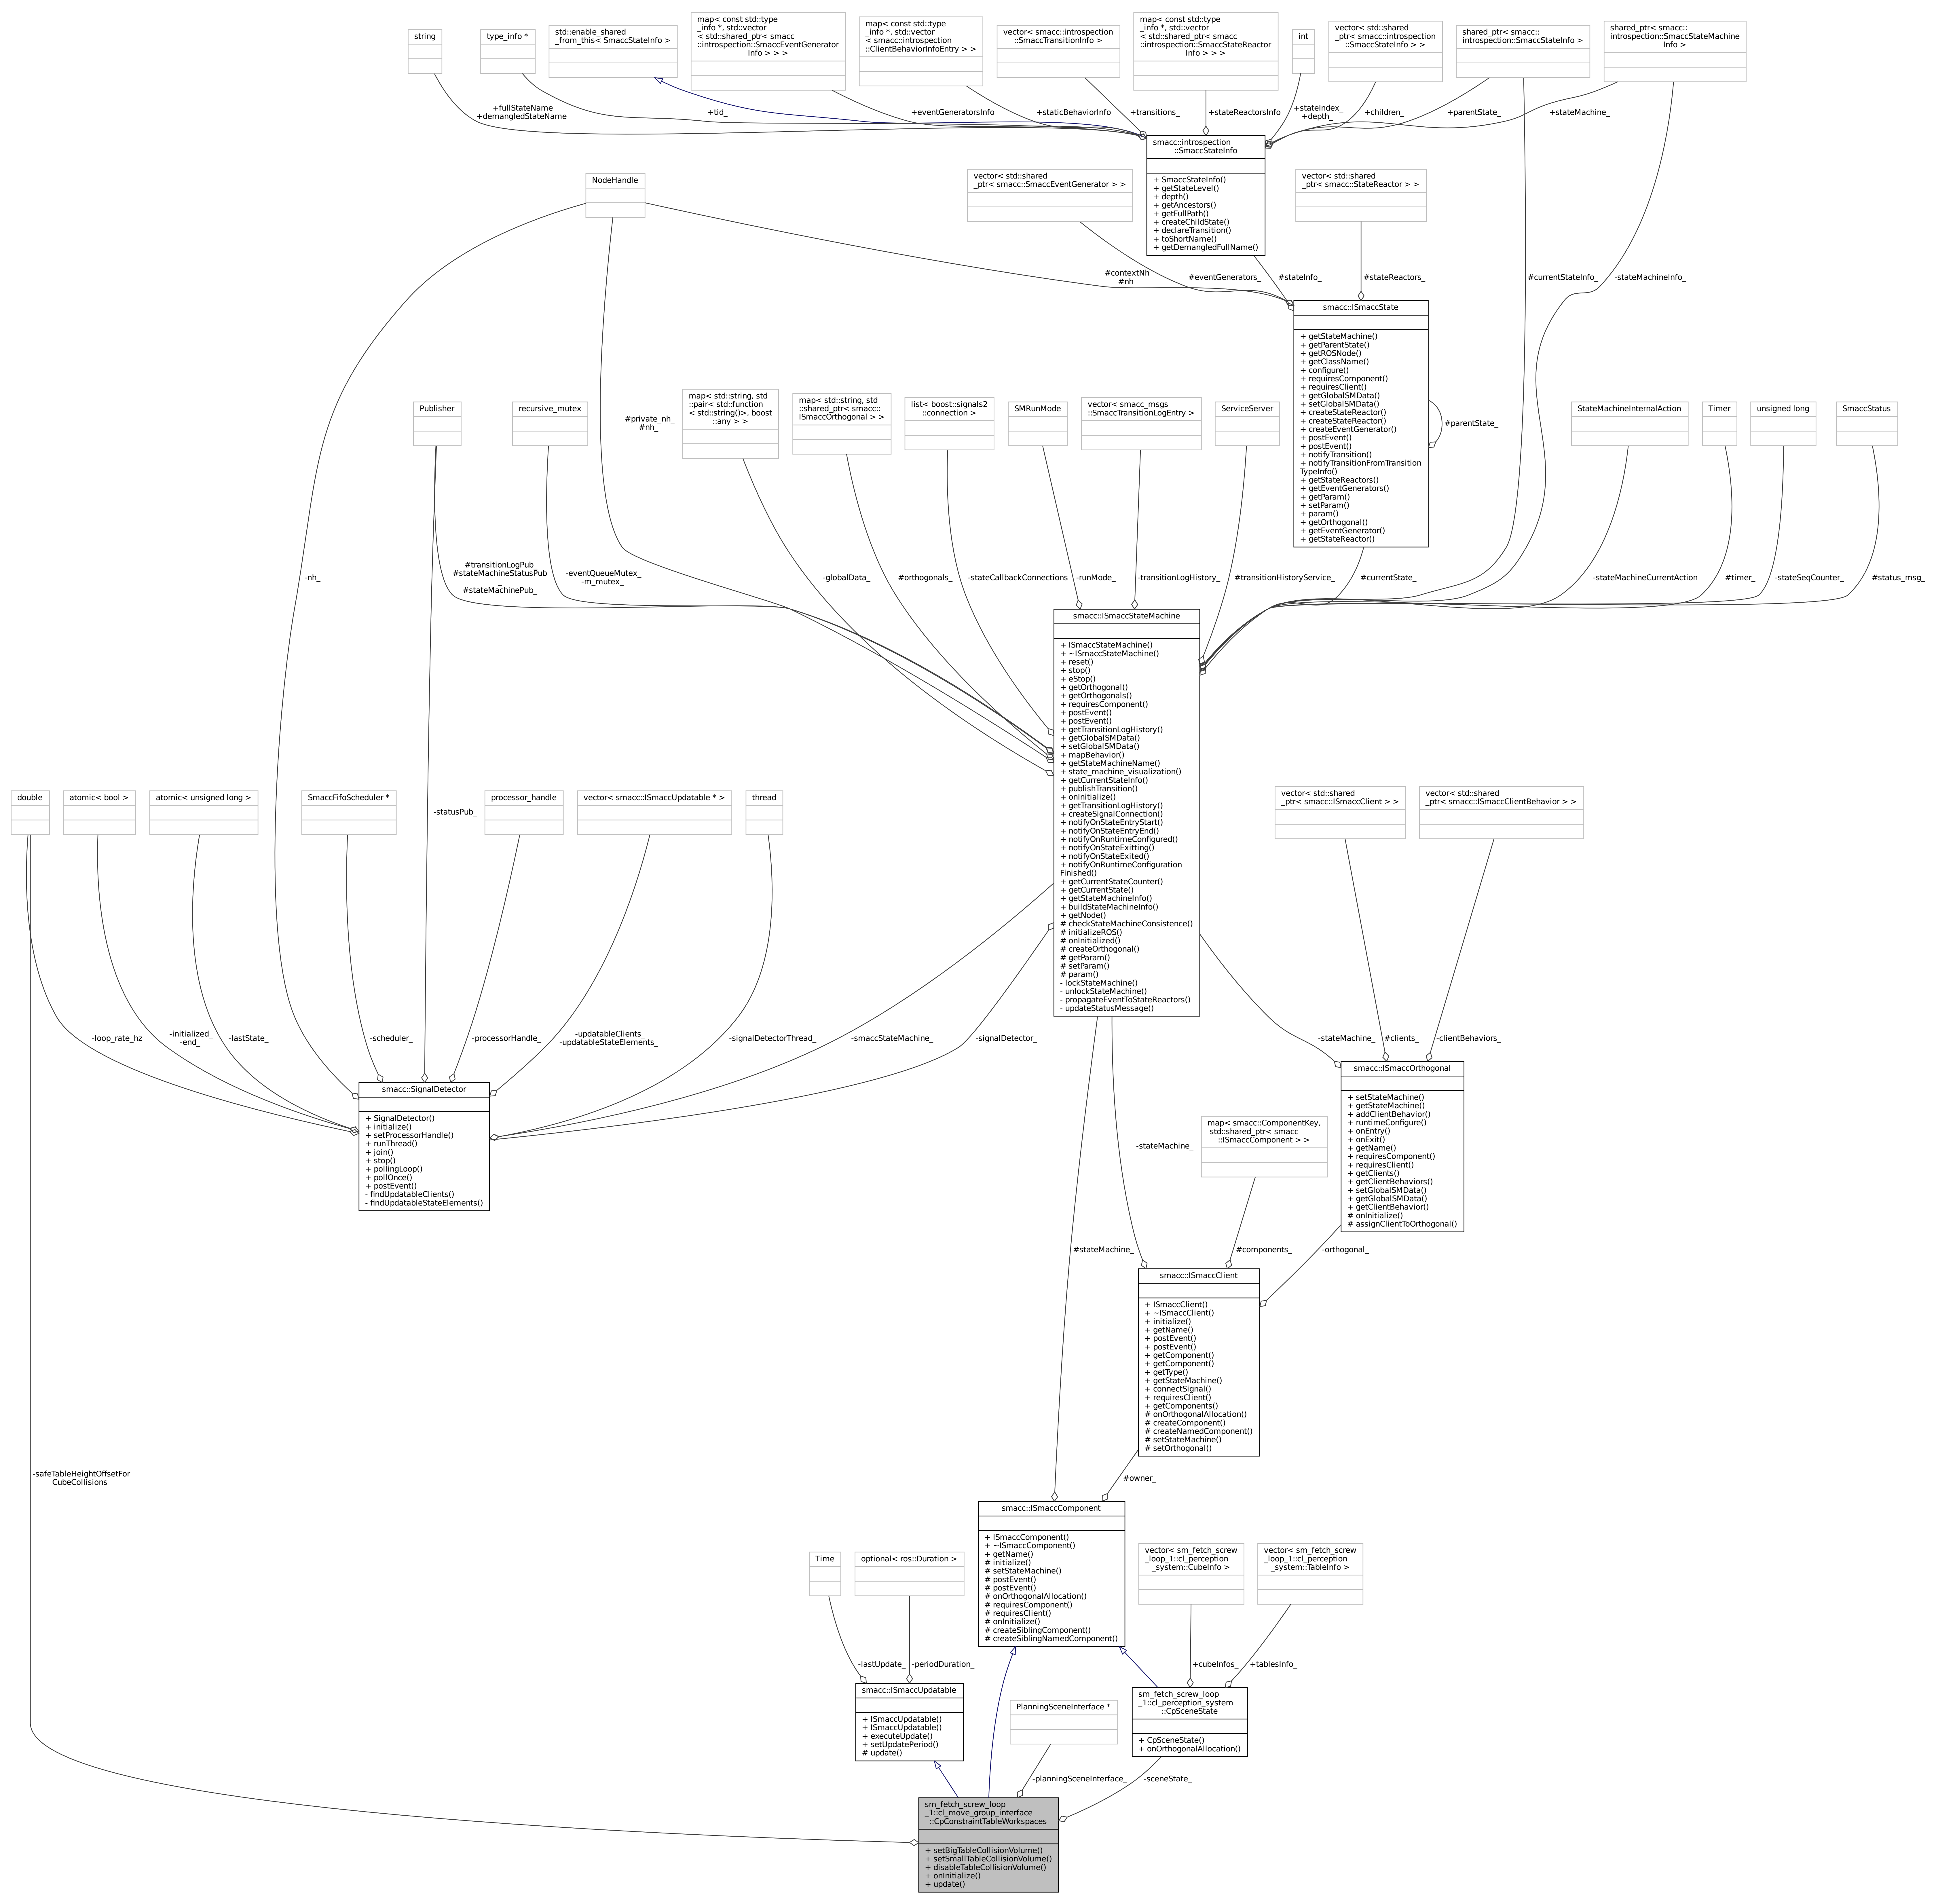 string
type_info *
std::enable_shared
_from_this< SmaccStateInfo >
map< const std::type
_info *, std::vector
< std::shared_ptr< smacc
::introspection::SmaccEventGenerator
Info > > >
map< const std::type
_info *, std::vector
< smacc::introspection
::ClientBehaviorInfoEntry > >
vector< smacc::introspection
::SmaccTransitionInfo >
map< const std::type
_info *, std::vector
< std::shared_ptr< smacc
::introspection::SmaccStateReactor
Info > > >
int
vector< std::shared
_ptr< smacc::introspection
::SmaccStateInfo > >
shared_ptr< smacc::
introspection::SmaccStateInfo >
shared_ptr< smacc::
introspection::SmaccStateMachine
Info >
+fullStateName
+demangledStateName
+tid_
+eventGeneratorsInfo
+staticBehaviorInfo
+transitions_
+stateReactorsInfo
+stateIndex_
+depth_
+children_
+parentState_
+stateMachine_
smacc::introspection
::SmaccStateInfo
+ SmaccStateInfo()
+ getStateLevel()
+ depth()
+ getAncestors()
+ getFullPath()
+ createChildState()
+ declareTransition()
+ toShortName()
+ getDemangledFullName()
NodeHandle
vector< std::shared
_ptr< smacc::SmaccEventGenerator > >
vector< std::shared
_ptr< smacc::StateReactor > >
#contextNh
#nh
#eventGenerators_
#stateInfo_
#stateReactors_
#currentStateInfo_
-stateMachineInfo_
smacc::ISmaccState
+ getStateMachine()
+ getParentState()
+ getROSNode()
+ getClassName()
+ configure()
+ requiresComponent()
+ requiresClient()
+ getGlobalSMData()
+ setGlobalSMData()
+ createStateReactor()
+ createStateReactor()
+ createEventGenerator()
+ postEvent()
+ postEvent()
+ notifyTransition()
+ notifyTransitionFromTransition
TypeInfo()
+ getStateReactors()
+ getEventGenerators()
+ getParam()
+ setParam()
+ param()
+ getOrthogonal()
+ getEventGenerator()
+ getStateReactor()
#parentState_
Publisher
recursive_mutex
#private_nh_
#nh_
map< std::string, std
::pair< std::function
< std::string()>, boost
::any > >
map< std::string, std
::shared_ptr< smacc::
ISmaccOrthogonal > >
list< boost::signals2
::connection >
SMRunMode
vector< smacc_msgs
::SmaccTransitionLogEntry >
ServiceServer
StateMachineInternalAction
Timer
unsigned long
SmaccStatus
-nh_
#transitionLogPub_
#stateMachineStatusPub
_
#stateMachinePub_
-eventQueueMutex_
-m_mutex_
-globalData_
#orthogonals_
-stateCallbackConnections
-runMode_
-transitionLogHistory_
#transitionHistoryService_
#currentState_
-stateMachineCurrentAction
#timer_
-stateSeqCounter_
#status_msg_
smacc::ISmaccStateMachine
+ ISmaccStateMachine()
+ ~ISmaccStateMachine()
+ reset()
+ stop()
+ eStop()
+ getOrthogonal()
+ getOrthogonals()
+ requiresComponent()
+ postEvent()
+ postEvent()
+ getTransitionLogHistory()
+ getGlobalSMData()
+ setGlobalSMData()
+ mapBehavior()
+ getStateMachineName()
+ state_machine_visualization()
+ getCurrentStateInfo()
+ publishTransition()
+ onInitialize()
+ getTransitionLogHistory()
+ createSignalConnection()
+ notifyOnStateEntryStart()
+ notifyOnStateEntryEnd()
+ notifyOnRuntimeConfigured()
+ notifyOnStateExitting()
+ notifyOnStateExited()
+ notifyOnRuntimeConfiguration
Finished()
+ getCurrentStateCounter()
+ getCurrentState()
+ getStateMachineInfo()
+ buildStateMachineInfo()
+ getNode()
# checkStateMachineConsistence()
# initializeROS()
# onInitialized()
# createOrthogonal()
# getParam()
# setParam()
# param()
- lockStateMachine()
- unlockStateMachine()
- propagateEventToStateReactors()
- updateStatusMessage()
double
atomic< bool >
atomic< unsigned long >
SmaccFifoScheduler *
-statusPub_
processor_handle
vector< smacc::ISmaccUpdatable * >
thread
vector< std::shared
_ptr< smacc::ISmaccClient > >
vector< std::shared
_ptr< smacc::ISmaccClientBehavior > >
-loop_rate_hz
-initialized_
-end_
-lastState_
-scheduler_
-processorHandle_
-updatableClients_
-updatableStateElements_
-signalDetectorThread_
-smaccStateMachine_
-signalDetector_
-stateMachine_
#clients_
-clientBehaviors_
smacc::SignalDetector
+ SignalDetector()
+ initialize()
+ setProcessorHandle()
+ runThread()
+ join()
+ stop()
+ pollingLoop()
+ pollOnce()
+ postEvent()
- findUpdatableClients()
- findUpdatableStateElements()
smacc::ISmaccOrthogonal
+ setStateMachine()
+ getStateMachine()
+ addClientBehavior()
+ runtimeConfigure()
+ onEntry()
+ onExit()
+ getName()
+ requiresComponent()
+ requiresClient()
+ getClients()
+ getClientBehaviors()
+ setGlobalSMData()
+ getGlobalSMData()
+ getClientBehavior()
# onInitialize()
# assignClientToOrthogonal()
map< smacc::ComponentKey,
std::shared_ptr< smacc
::ISmaccComponent > >
-stateMachine_
#stateMachine_
#components_
-orthogonal_
smacc::ISmaccClient
+ ISmaccClient()
+ ~ISmaccClient()
+ initialize()
+ getName()
+ postEvent()
+ postEvent()
+ getComponent()
+ getComponent()
+ getType()
+ getStateMachine()
+ connectSignal()
+ requiresClient()
+ getComponents()
# onOrthogonalAllocation()
# createComponent()
# createNamedComponent()
# setStateMachine()
# setOrthogonal()
-safeTableHeightOffsetFor
CubeCollisions
#owner_
smacc::ISmaccComponent
+ ISmaccComponent()
+ ~ISmaccComponent()
+ getName()
# initialize()
# setStateMachine()
# postEvent()
# postEvent()
# onOrthogonalAllocation()
# requiresComponent()
# requiresClient()
# onInitialize()
# createSiblingComponent()
# createSiblingNamedComponent()
Time
optional< ros::Duration >
vector< sm_fetch_screw
_loop_1::cl_perception
_system::CubeInfo >
vector< sm_fetch_screw
_loop_1::cl_perception
_system::TableInfo >
-lastUpdate_
-periodDuration_
+cubeInfos_
+tablesInfo_
smacc::ISmaccUpdatable
+ ISmaccUpdatable()
+ ISmaccUpdatable()
+ executeUpdate()
+ setUpdatePeriod()
# update()
PlanningSceneInterface *
sm_fetch_screw_loop
_1::cl_perception_system
::CpSceneState
+ CpSceneState()
+ onOrthogonalAllocation()
-planningSceneInterface_
-sceneState_
sm_fetch_screw_loop
_1::cl_move_group_interface
::CpConstraintTableWorkspaces
+ setBigTableCollisionVolume()
+ setSmallTableCollisionVolume()
+ disableTableCollisionVolume()
+ onInitialize()
+ update()